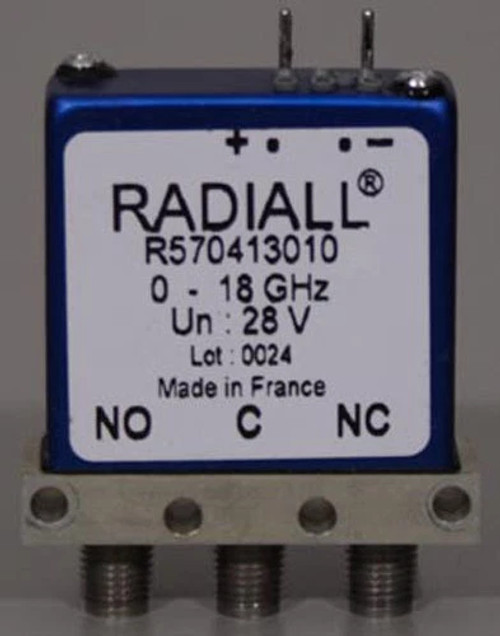 + • • −
RADIALL®
R570413010
0 - 18 GHz
Un : 28 V
Lot : 0024
Made in France
NO C NC